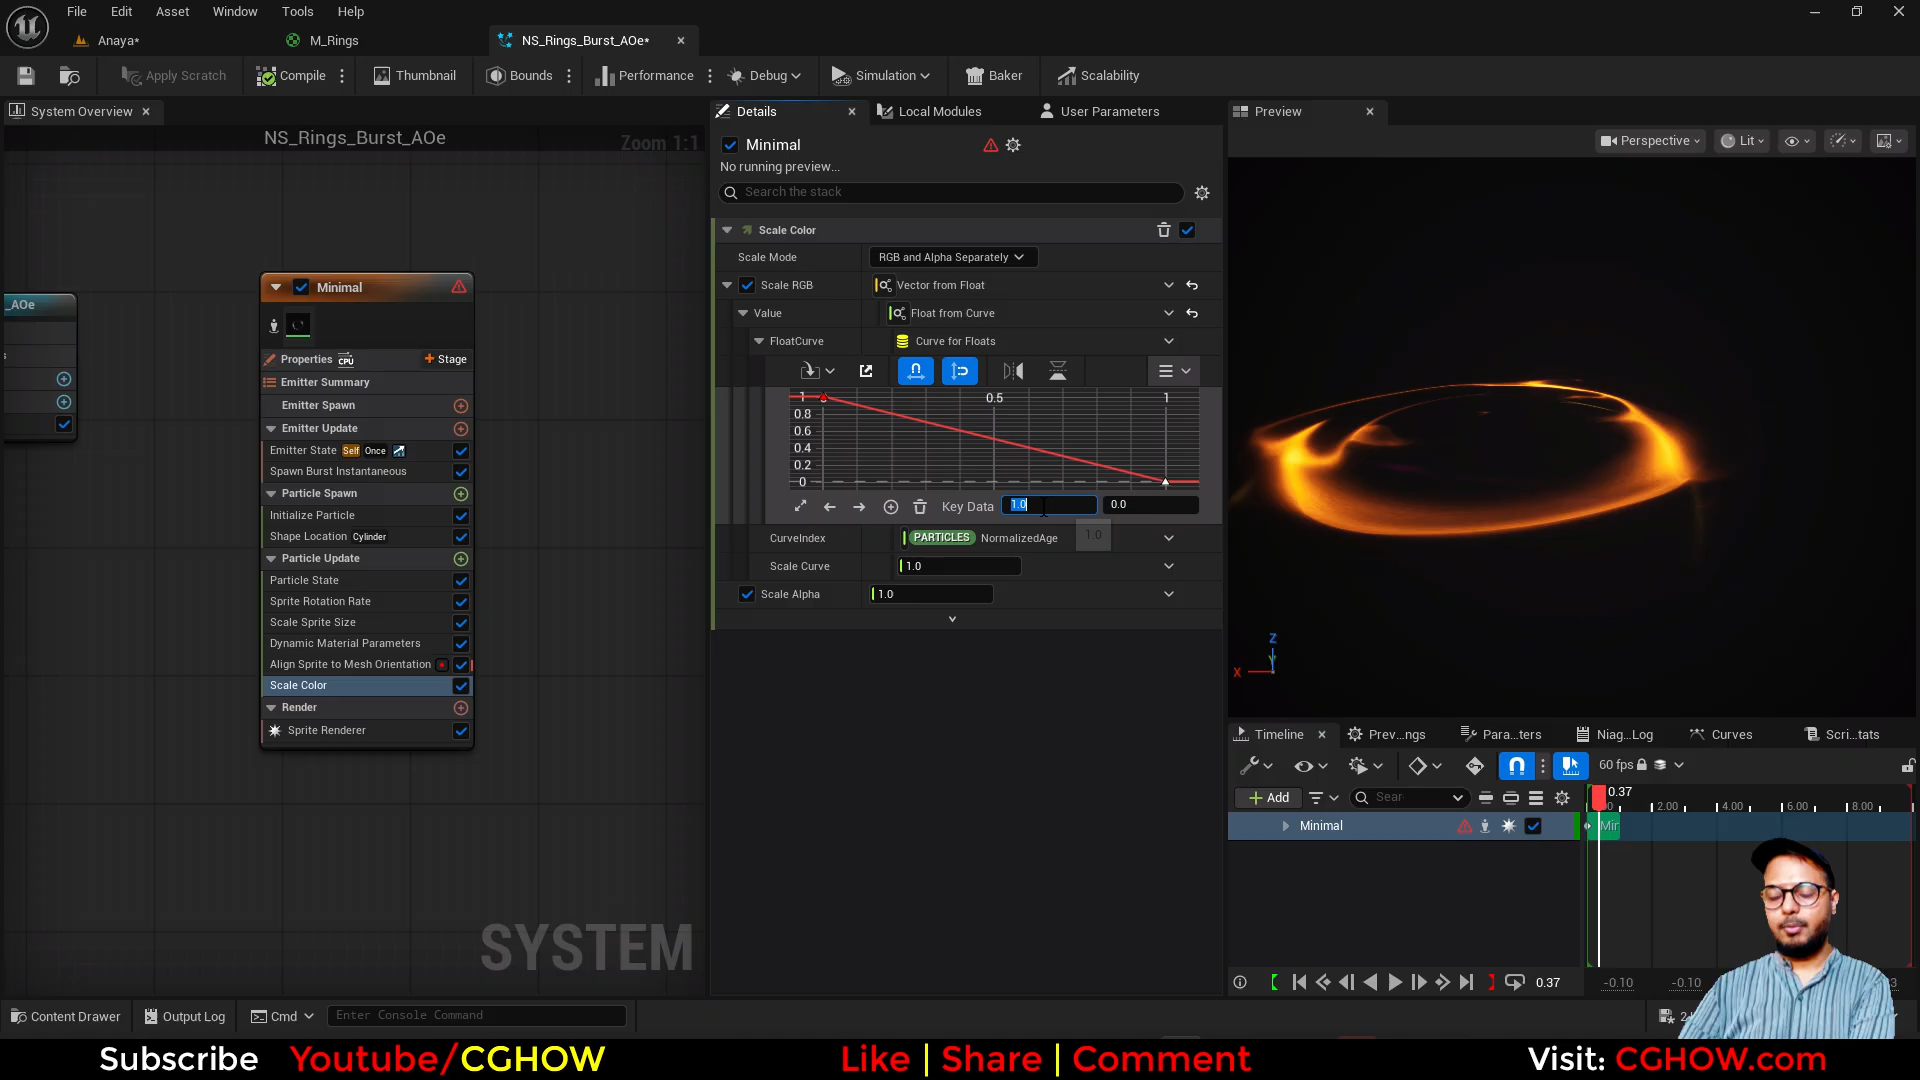 File Edit Asset Window Tools Help
Anaya* M_Rings NS_Rings_Burst_AOe*
Apply Scratch Compile Thumbnail Bounds Performance Debug Simulation Baker Scalability
System Overview
NS_Rings_Burst_AOe
Zoom 1:1
_AOe
Minimal
Properties CPU + Stage
Emitter Summary
Emitter Spawn
Emitter Update
Emitter State Self Once
Spawn Burst Instantaneous
Particle Spawn
Initialize Particle
Shape Location Cylinder
Particle Update
Particle State
Sprite Rotation Rate
Scale Sprite Size
Dynamic Material Parameters
Align Sprite to Mesh Orientation
Scale Color
Render
Sprite Renderer
SYSTEM
Details Local Modules User Parameters
Minimal
No running preview...
Search the stack
Scale Color
Scale Mode RGB and Alpha Separately
Scale RGB Vector from Float
Value Float from Curve
FloatCurve Curve for Floats
1 0.5 1
0.8
0.6
0.4
0.2
0
Key Data 1.0 0.0
CurveIndex PARTICLES NormalizedAge 1.0
Scale Curve 1.0
Scale Alpha 1.0
Preview
Perspective Lit
Z
Y
X
Timeline Prev...ngs Para...ters Niag...Log Curves Scri...tats
60 fps
+ Add Sear 0.37
2.00 4.00 6.00 8.00
Minimal Mir
0.37 -0.10 -0.10
Content Drawer Output Log Cmd Enter Console Command
Subscribe Youtube/CGHOW Like | Share | Comment Visit: CGHOW.com